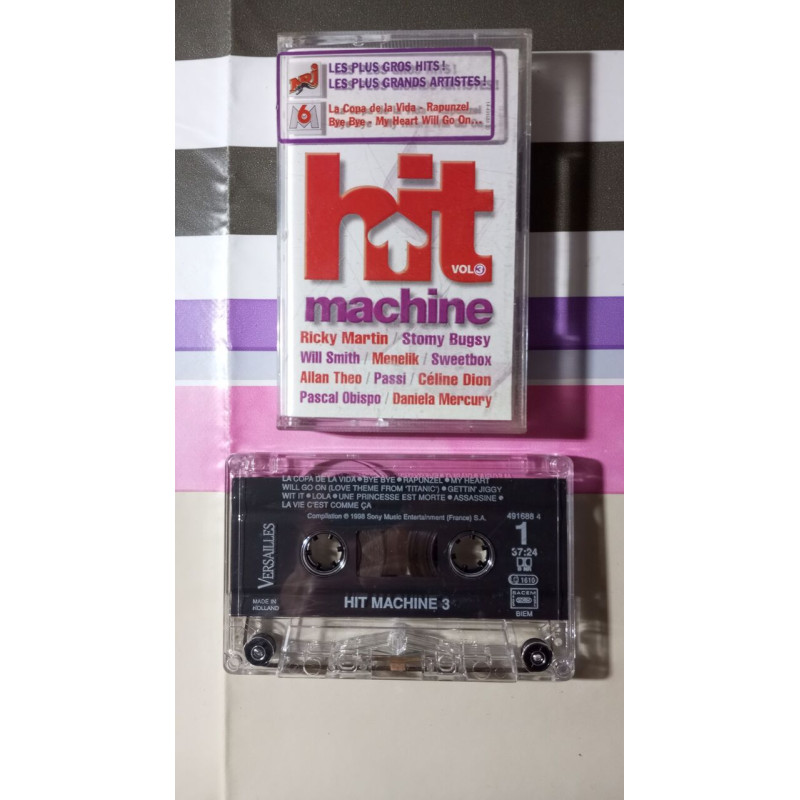 NRJ
LES PLUS GROS HITS!
LES PLUS GRANDS ARTISTES!
M6
La Copa de la Vida - Rapunzel
Bye Bye - My Heart Will Go On...
hit
VOL 3
machine
Ricky Martin / Stomy Bugsy
Will Smith / Menelik / Sweetbox
Allan Theo / Passi / Céline Dion
Pascal Obispo / Daniela Mercury
LA COPA DE LA VIDA ● BYE BYE ● RAPUNZEL ● MY HEART
WILL GO ON (LOVE THEME FROM 'TITANIC') ● GETTIN' JIGGY
WIT IT ● LOLA ● UNE PRINCESSE EST MORTE ● ASSASSINE ●
LA VIE C'EST COMME ÇA
Compilation ℗ 1998 Sony Music Entertainment (France) S.A.
491688 4
1
57:24
VERSAILLES
MADE IN
HOLLAND
1610
SACEM
BIEM
HIT MACHINE 3